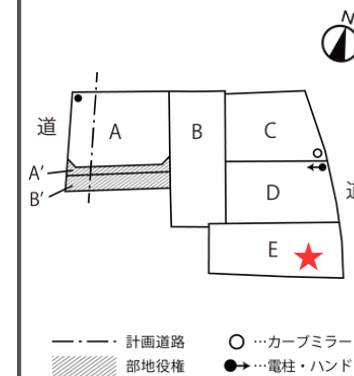 N
道 A B C
A'
B'
D 道
E
計画道路 …カーブミラー
部地役権 …電柱・ハンド